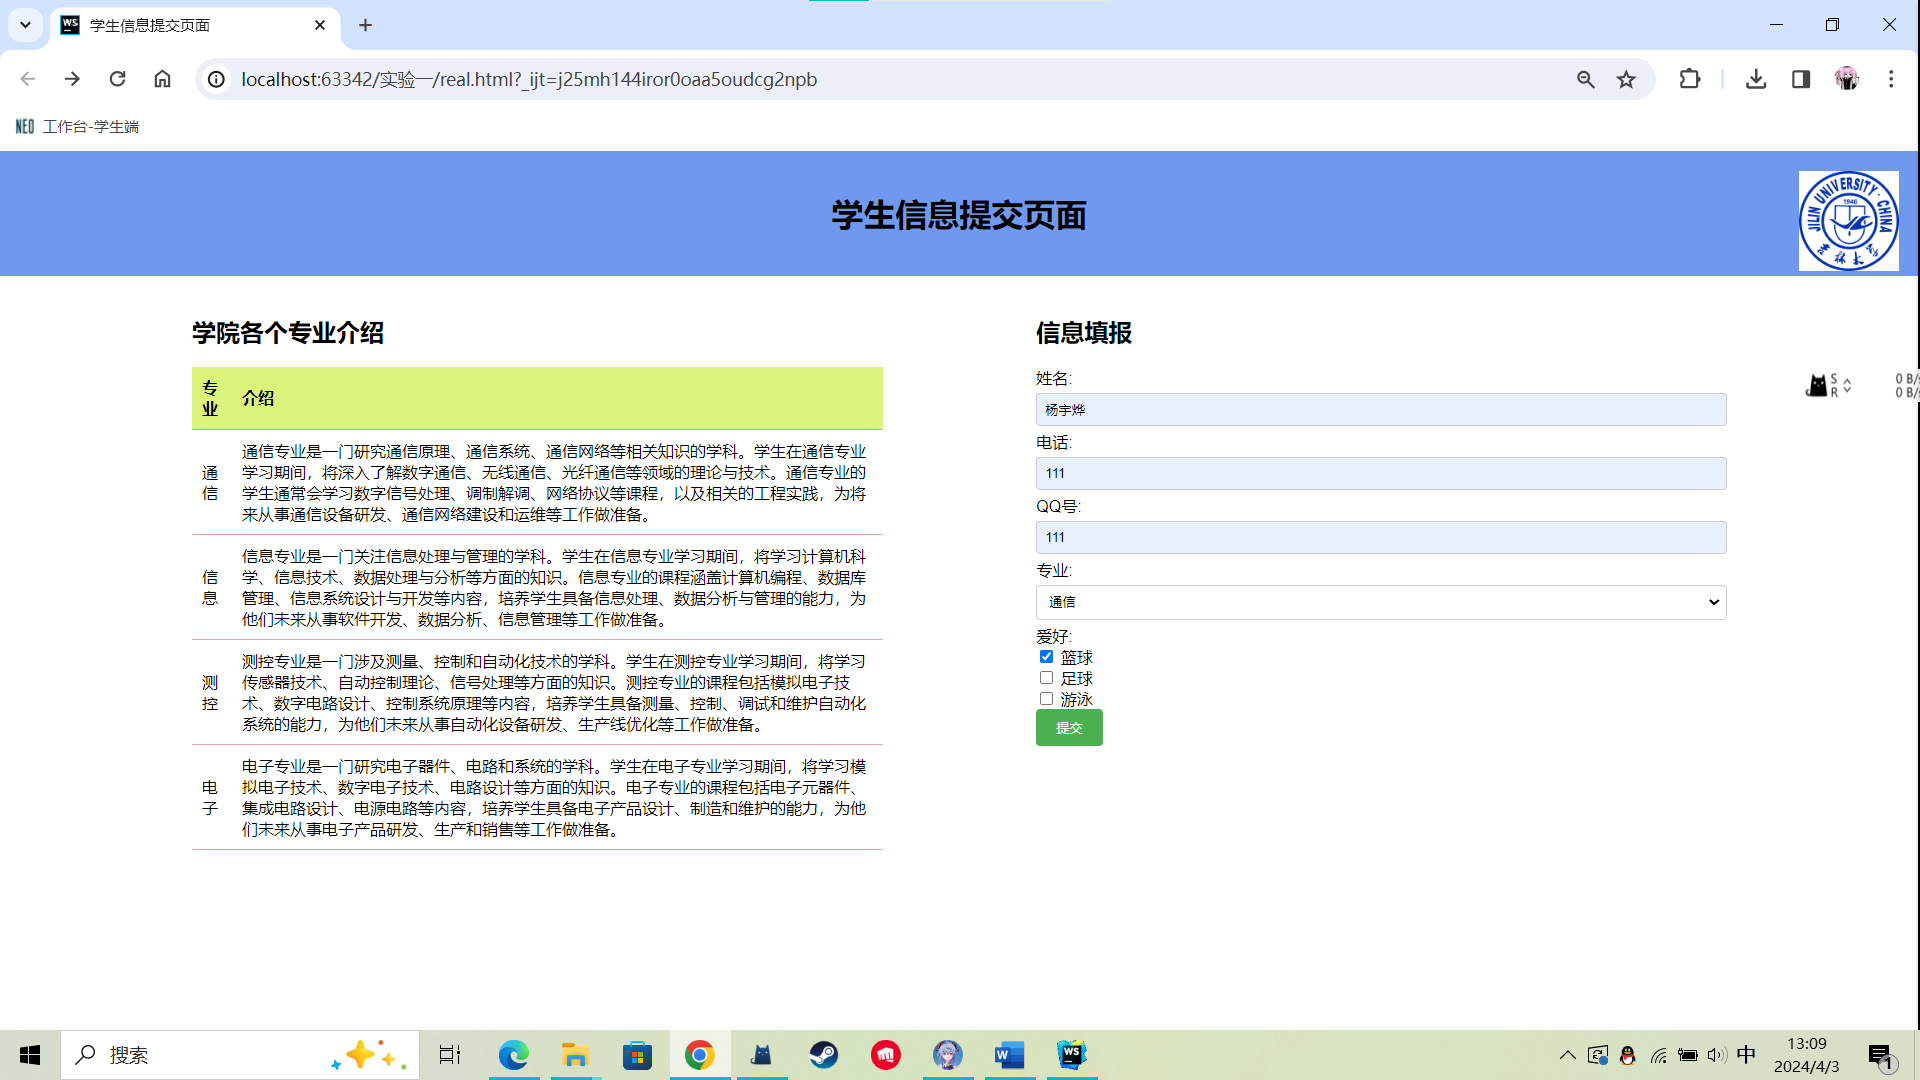 学生信息提交页面
localhost:63342/实验一/real.html?_ijt=j25mh144iror0oaa5oudcg2npb
NEO 工作台-学生端
学生信息提交页面
JILIN UNIVERSITY·CHINA
1946
学院各个专业介绍
专业
介绍
通信
通信专业是一门研究通信原理、通信系统、通信网络等相关知识的学科。学生在通信专业
学习期间，将深入了解数字通信、无线通信、光纤通信等领域的理论与技术。通信专业的
学生通常会学习数字信号处理、调制解调、网络协议等课程，以及相关的工程实践，为将
来从事通信设备研发、通信网络建设和运维等工作做准备。
信息
信息专业是一门关注信息处理与管理的学科。学生在信息专业学习期间，将学习计算机科
学、信息技术、数据处理与分析等方面的知识。信息专业的课程涵盖计算机编程、数据库
管理、信息系统设计与开发等内容，培养学生具备信息处理、数据分析与管理的能力，为
他们未来从事软件开发、数据分析、信息管理等工作做准备。
测控
测控专业是一门涉及测量、控制和自动化技术的学科。学生在测控专业学习期间，将学习
传感器技术、自动控制理论、信号处理等方面的知识。测控专业的课程包括模拟电子技
术、数字电路设计、控制系统原理等内容，培养学生具备测量、控制、调试和维护自动化
系统的能力，为他们未来从事自动化设备研发、生产线优化等工作做准备。
电子
电子专业是一门研究电子器件、电路和系统的学科。学生在电子专业学习期间，将学习模
拟电子技术、数字电子技术、电路设计等方面的知识。电子专业的课程包括电子元器件、
集成电路设计、电源电路等内容，培养学生具备电子产品设计、制造和维护的能力，为他
们未来从事电子产品研发、生产和销售等工作做准备。
信息填报
姓名:
杨宇烨
电话:
111
QQ号:
111
专业:
通信
爱好:
篮球
足球
游泳
提交
S
R
0 B/
0 B/
搜索
中
13:09
2024/4/3
1